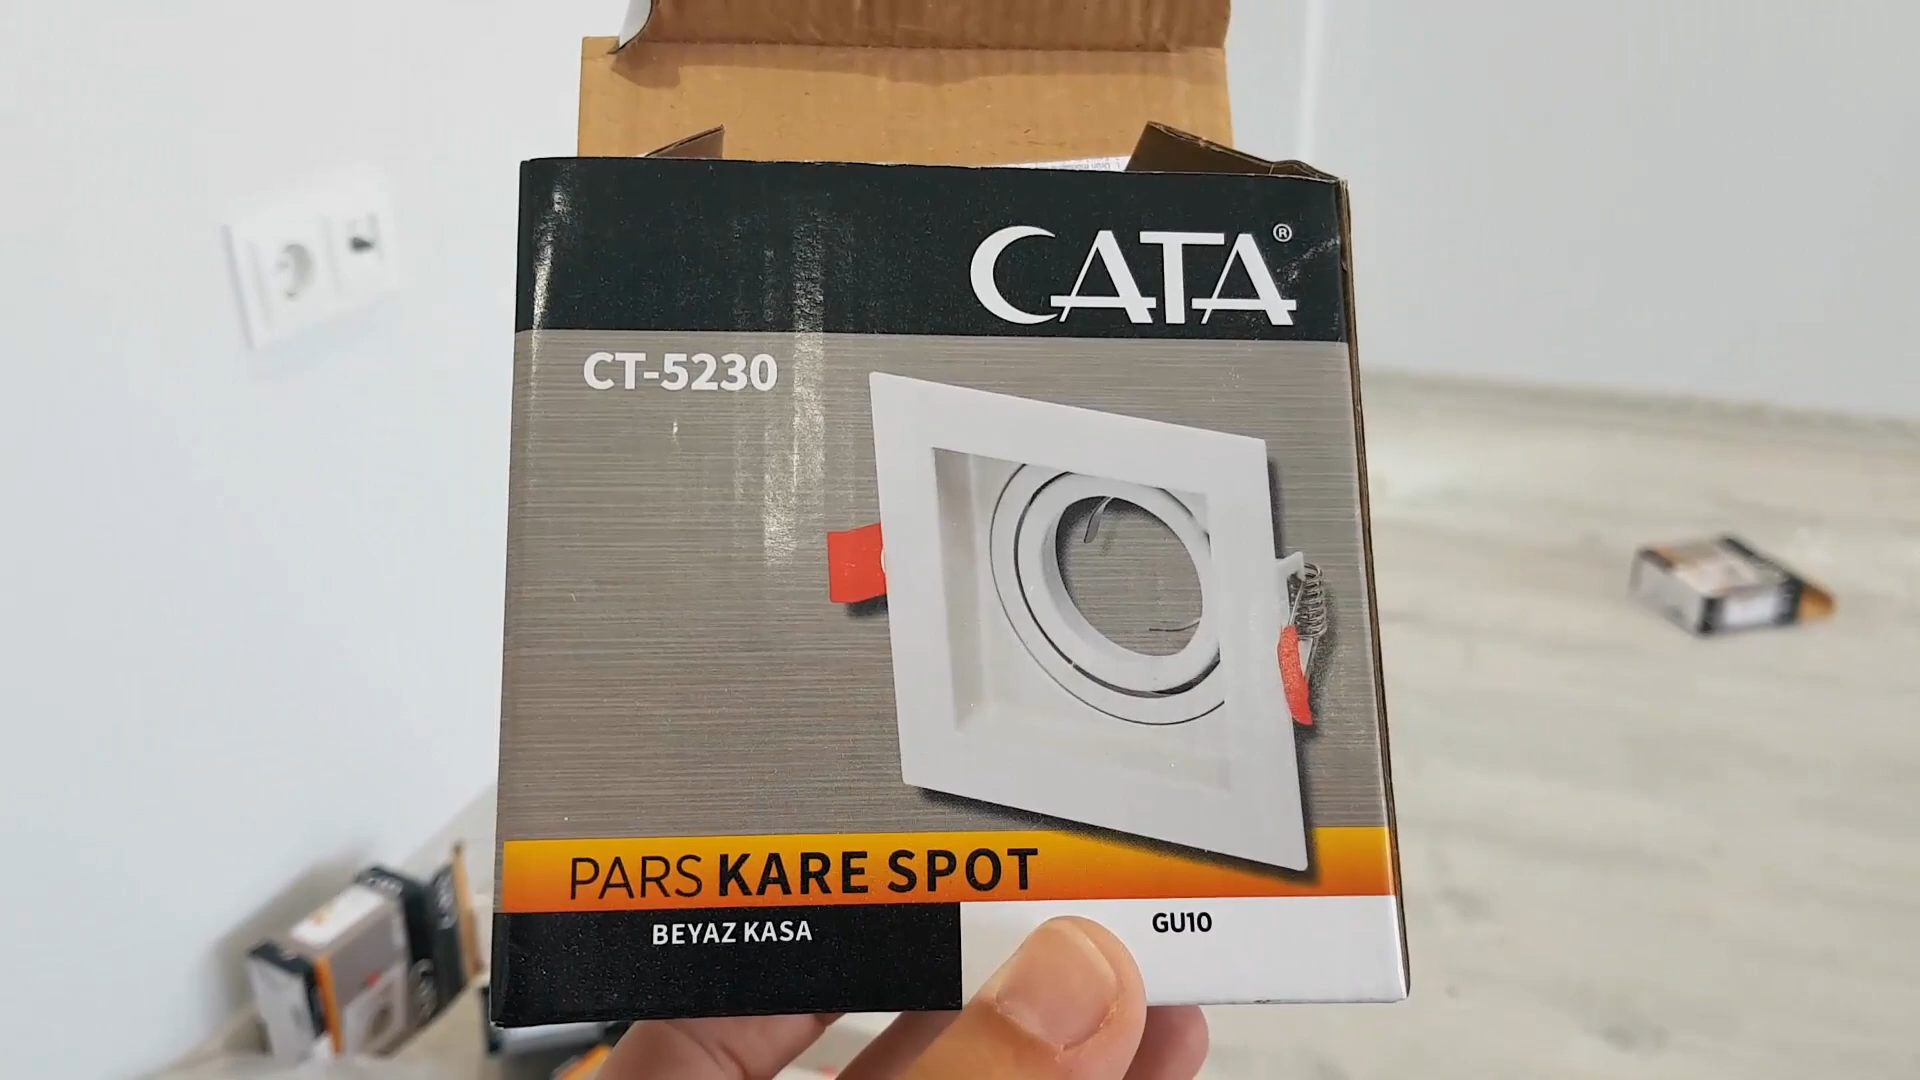 CATA®
CT-5230
PARS KARE SPOT
BEYAZ KASA
GU10